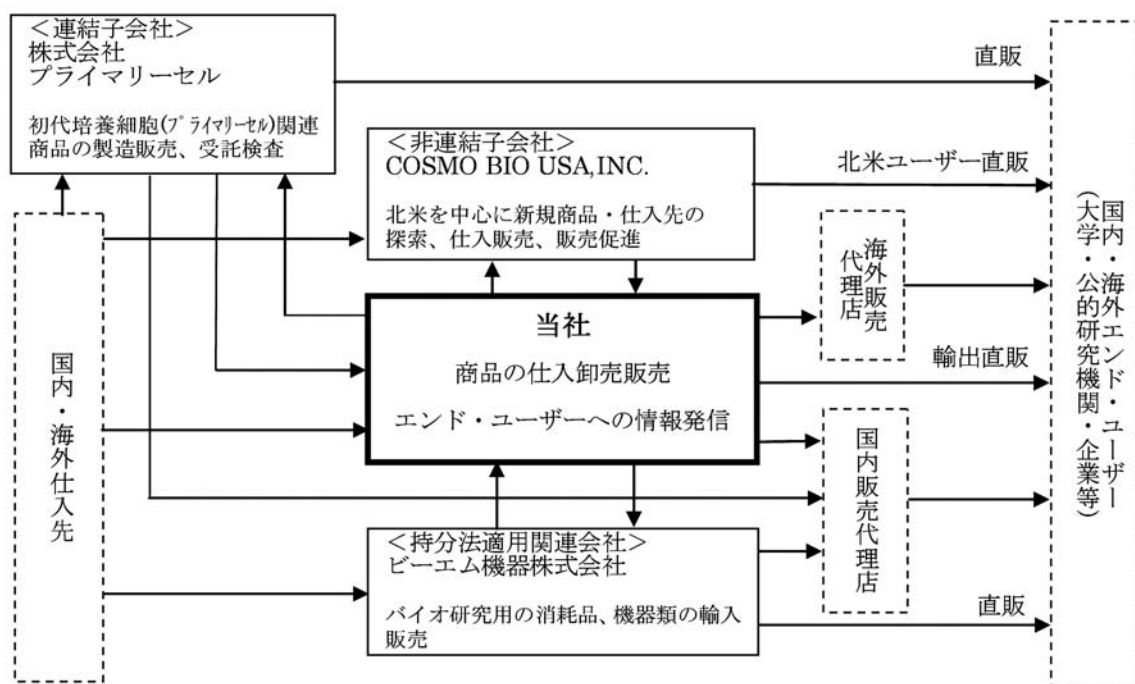 ＜連結子会社＞
株式会社
プライマリーセル
初代培養細胞(ﾌﾟﾗｲﾏﾘｰｾﾙ)関連
商品の製造販売、受託検査
直販
＜非連結子会社＞
COSMO BIO USA,INC.
北米を中心に新規商品・仕入先の
探索、仕入販売、販売促進
北米ユーザー直販
海外販売
代理店
当社
商品の仕入卸売販売
エンド・ユーザーへの情報発信
輸出直販
国内・海外仕入先
国内販売代理店
＜持分法適用関連会社＞
ビーエム機器株式会社
バイオ研究用の消耗品、機器類の輸入
販売
直販
国内・海外エンド・ユーザー
(大学・公的研究機関・企業等)